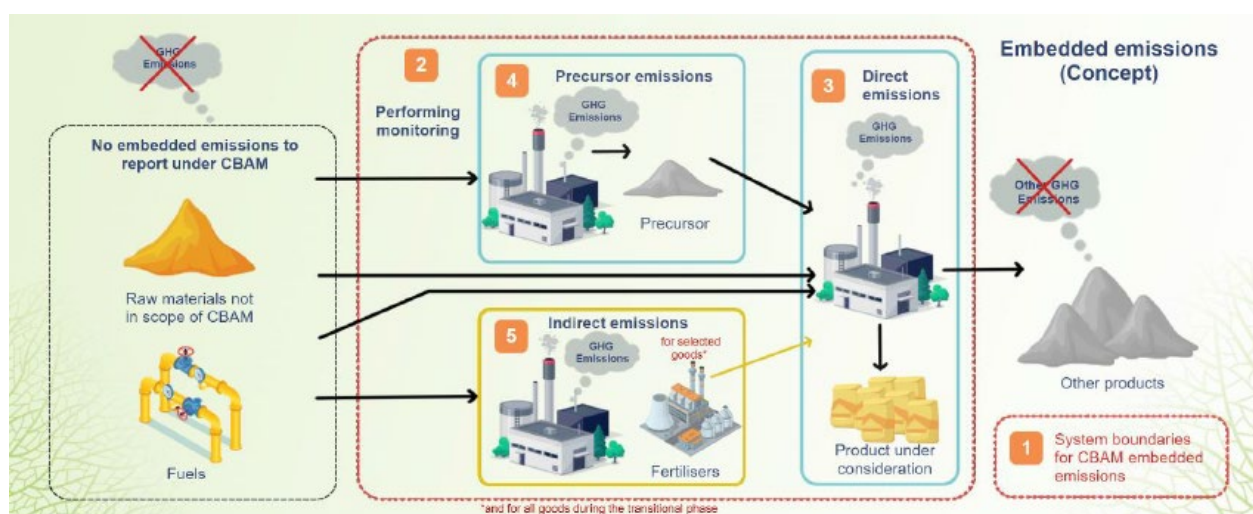 GHG
Emissions
No embedded emissions to
report under CBAM
Raw materials not
in scope of CBAM
Fuels
2
Performing
monitoring
4
Precursor emissions
GHG
Emissions
Precursor
5
Indirect emissions
GHG
Emissions
for selected
goods*
Fertilisers
3
Direct
emissions
GHG
Emissions
Product under
consideration
Embedded emissions
(Concept)
Other GHG
Emissions
Other products
1
System boundaries
for CBAM embedded
emissions
*and for all goods during the transitional phase